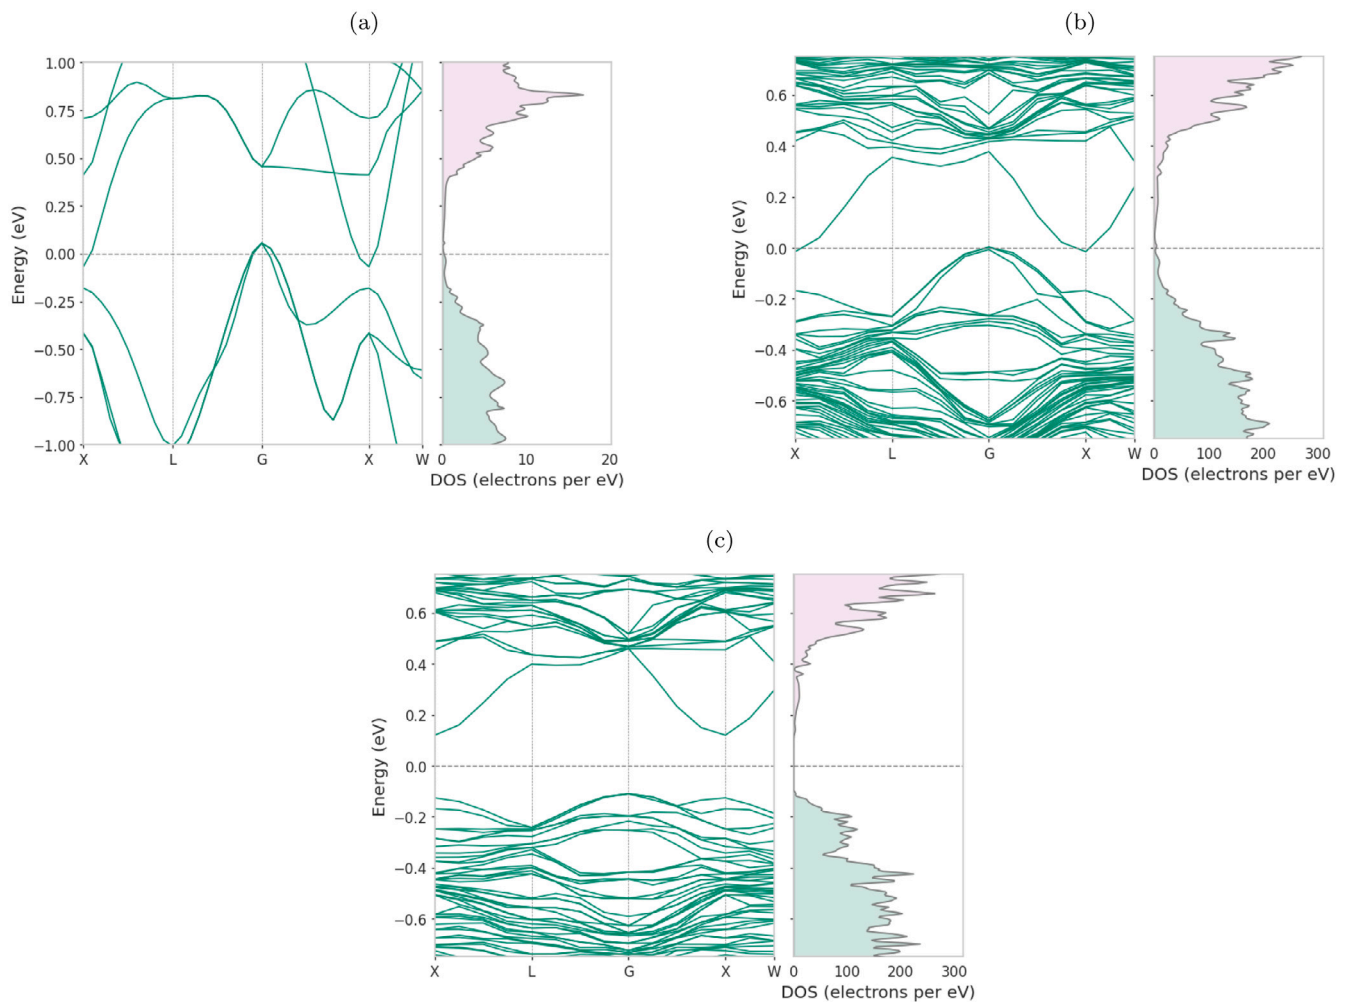 (a)
1.00
0.75
0.50
0.25
0.00
−0.25
−0.50
−0.75
−1.00
Energy (eV)
X L G X W
0 10 20
DOS (electrons per eV)
(b)
0.6
0.4
0.2
0.0
−0.2
−0.4
−0.6
Energy (eV)
X L G X W
0 100 200 300
DOS (electrons per eV)
(c)
0.6
0.4
0.2
0.0
−0.2
−0.4
−0.6
Energy (eV)
X L G X W
0 100 200 300
DOS (electrons per eV)